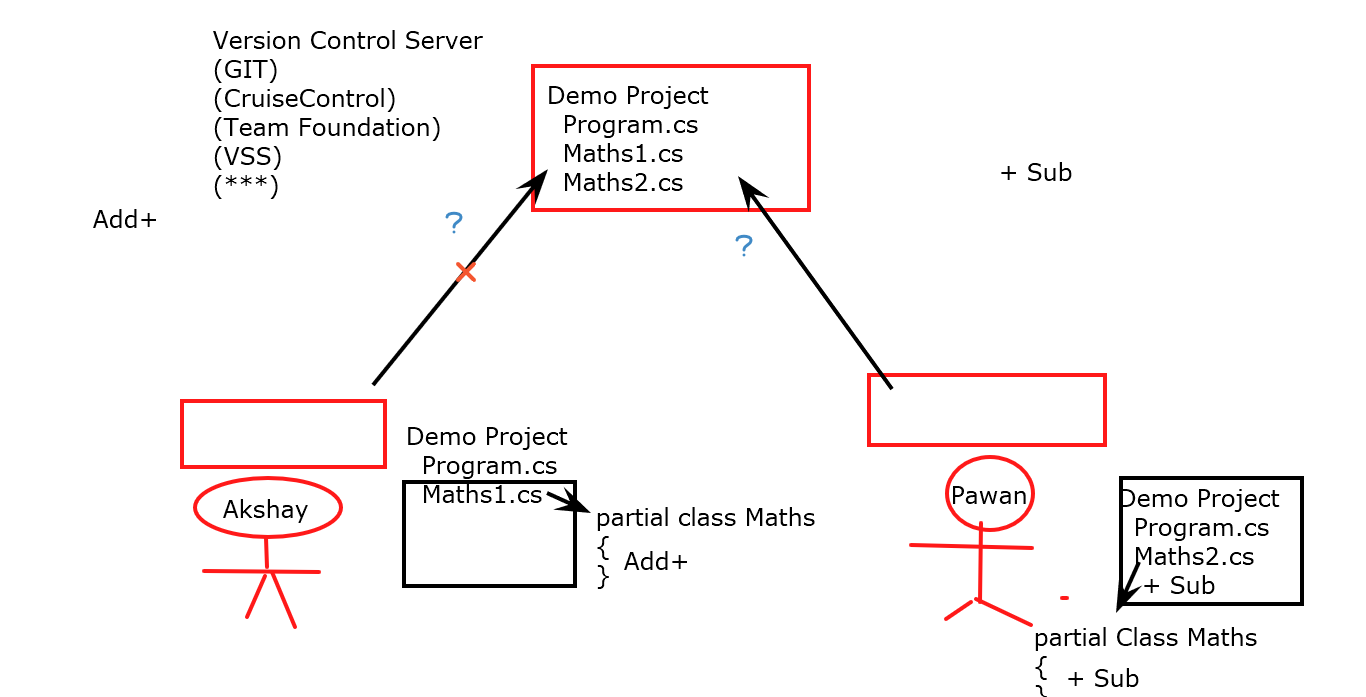 Version Control Server
(GIT)
(CruiseControl)
(Team Foundation)
(VSS)
(***)
Demo Project
Program.cs
Maths1.cs
Maths2.cs
+ Sub
Add+
?
?
Demo Project
Program.cs
Maths1.cs
Akshay
partial class Maths
{
Add+
}
Pawan
Demo Project
Program.cs
Maths2.cs
+ Sub
partial Class Maths
{
+ Sub
}